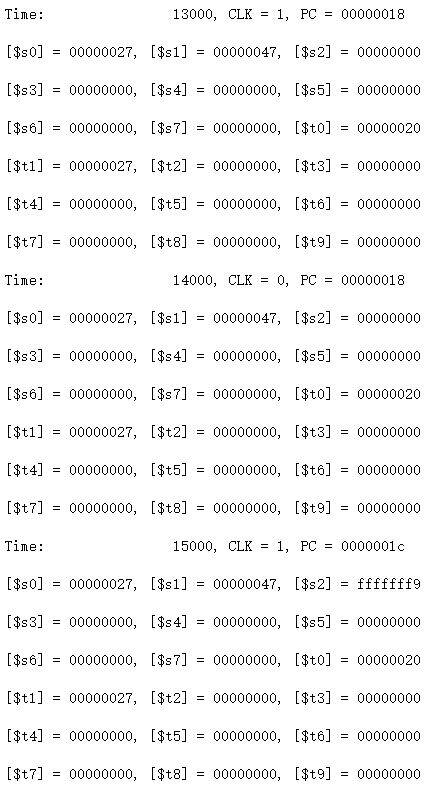 Time:                13000, CLK = 1, PC = 00000018
[$s0] = 00000027, [$s1] = 00000047, [$s2] = 00000000
[$s3] = 00000000, [$s4] = 00000000, [$s5] = 00000000
[$s6] = 00000000, [$s7] = 00000000, [$t0] = 00000020
[$t1] = 00000027, [$t2] = 00000000, [$t3] = 00000000
[$t4] = 00000000, [$t5] = 00000000, [$t6] = 00000000
[$t7] = 00000000, [$t8] = 00000000, [$t9] = 00000000
Time:                14000, CLK = 0, PC = 00000018
[$s0] = 00000027, [$s1] = 00000047, [$s2] = 00000000
[$s3] = 00000000, [$s4] = 00000000, [$s5] = 00000000
[$s6] = 00000000, [$s7] = 00000000, [$t0] = 00000020
[$t1] = 00000027, [$t2] = 00000000, [$t3] = 00000000
[$t4] = 00000000, [$t5] = 00000000, [$t6] = 00000000
[$t7] = 00000000, [$t8] = 00000000, [$t9] = 00000000
Time:                15000, CLK = 1, PC = 0000001c
[$s0] = 00000027, [$s1] = 00000047, [$s2] = fffffff9
[$s3] = 00000000, [$s4] = 00000000, [$s5] = 00000000
[$s6] = 00000000, [$s7] = 00000000, [$t0] = 00000020
[$t1] = 00000027, [$t2] = 00000000, [$t3] = 00000000
[$t4] = 00000000, [$t5] = 00000000, [$t6] = 00000000
[$t7] = 00000000, [$t8] = 00000000, [$t9] = 00000000